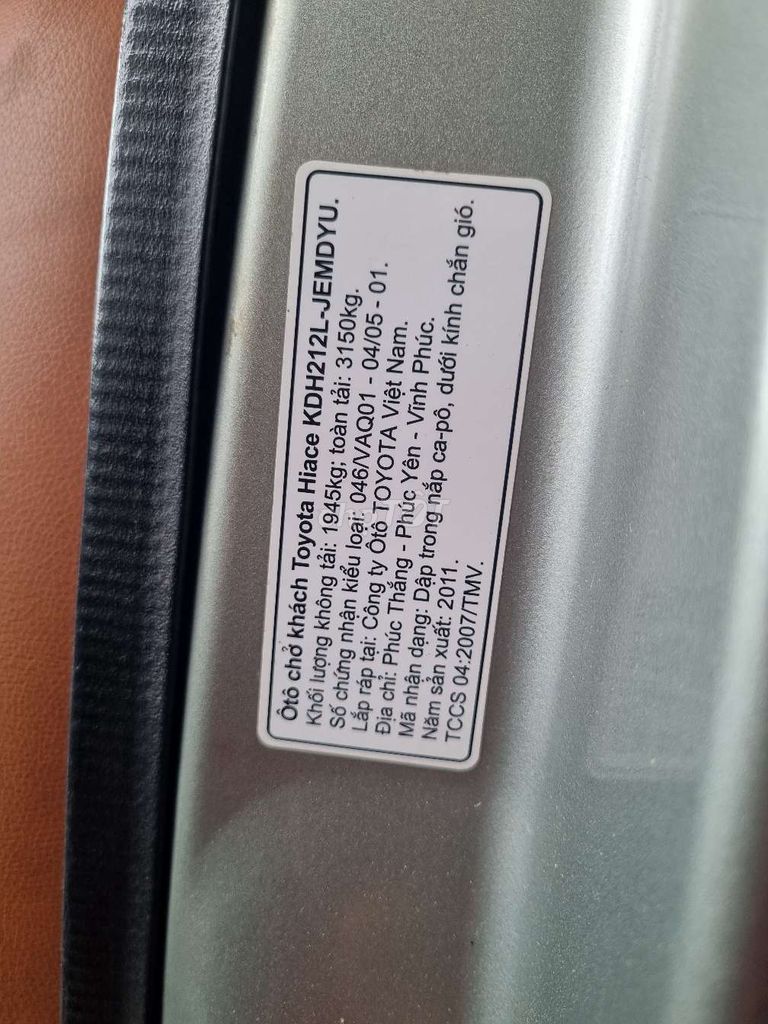 Ôtô chở khách Toyota Hiace KDH212L-JEMDYU.
Khối lượng không tải: 1945kg; toàn tải: 3150kg.
Số chứng nhận kiểu loại: 046/VAQ01 - 04/05 - 01.
Lắp ráp tại: Công ty Ôtô TOYOTA Việt Nam.
Địa chỉ: Phúc Thắng - Phúc Yên - Vĩnh Phúc.
Mã nhận dạng: Dập trong nắp ca-pô, dưới kính chắn gió.
Năm sản xuất: 2011.
TCCS 04:2007/TMV.